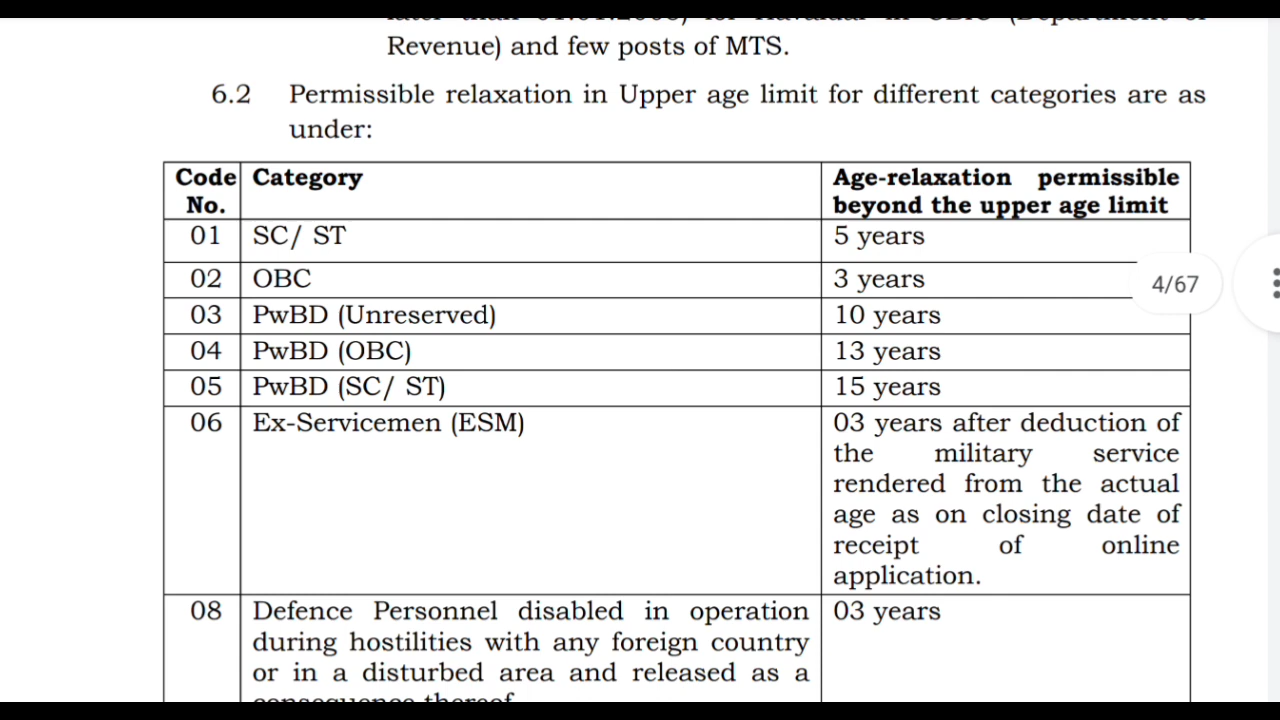 Revenue) and few posts of MTS.
6.2 Permissible relaxation in Upper age limit for different categories are as
under:
Code No. Category Age-relaxation permissible beyond the upper age limit
01 SC/ ST 5 years
02 OBC 3 years
4/67
03 PwBD (Unreserved) 10 years
04 PwBD (OBC) 13 years
05 PwBD (SC/ ST) 15 years
06 Ex-Servicemen (ESM) 03 years after deduction of
the military service
rendered from the actual
age as on closing date of
receipt of online
application.
08 Defence Personnel disabled in operation 03 years
during hostilities with any foreign country
or in a disturbed area and released as a